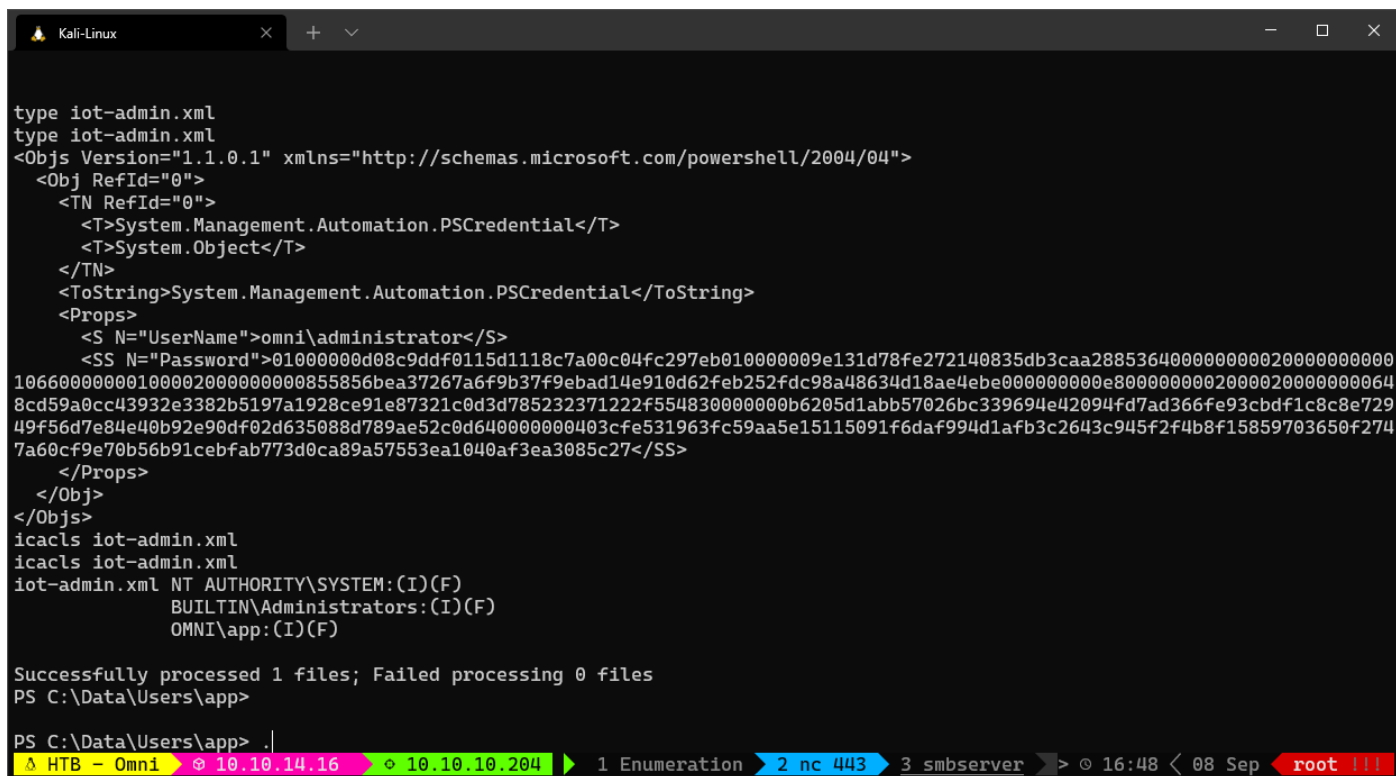 Kali-Linux
type iot-admin.xml
type iot-admin.xml
<Objs Version="1.1.0.1" xmlns="http://schemas.microsoft.com/powershell/2004/04">
  <Obj RefId="0">
    <TN RefId="0">
      <T>System.Management.Automation.PSCredential</T>
      <T>System.Object</T>
    </TN>
    <ToString>System.Management.Automation.PSCredential</ToString>
    <Props>
      <S N="UserName">omni\administrator</S>
      <SS N="Password">01000000d08c9ddf0115d1118c7a00c04fc297eb010000009e131d78fe272140835db3caa2885364000000000200000000001066000000010000200000000855856bea37267a6f9b37f9ebad14e910d62feb252fdc98a48634d18ae4ebe000000000e80000000020000200000000648cd59a0cc43932e3382b5197a1928ce91e87321c0d3d785232371222f554830000000b6205d1abb57026bc339694e42094fd7ad366fe93cbdf1c8c8e72949f56d7e84e40b92e90df02d635088d789ae52c0d640000000403cfe531963fc59aa5e15115091f6daf994d1afb3c2643c945f2f4b8f15859703650f2747a60cf9e70b56b91cebfab773d0ca89a57553ea1040af3ea3085c27</SS>
    </Props>
  </Obj>
</Objs>
icacls iot-admin.xml
icacls iot-admin.xml
iot-admin.xml NT AUTHORITY\SYSTEM:(I)(F)
              BUILTIN\Administrators:(I)(F)
              OMNI\app:(I)(F)
Successfully processed 1 files; Failed processing 0 files
PS C:\Data\Users\app>
PS C:\Data\Users\app> .
HTB - Omni 10.10.14.16 10.10.10.204 1 Enumeration 2 nc 443 3 smbserver > 16:48 < 08 Sep root !!!